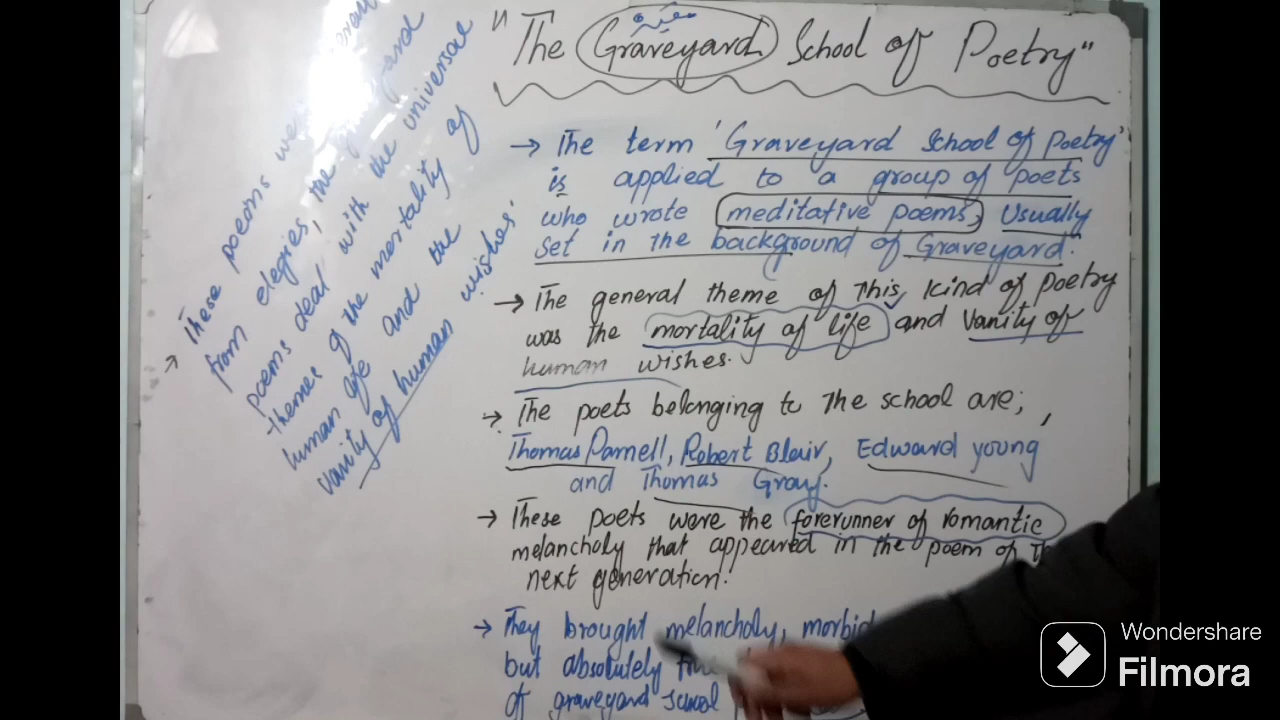 "The Graveyard School of Poetry"
مقبرہ
→ The term 'Graveyard School of Poetry'
is applied to a group of poets
who wrote meditative poems, Usually
set in the background of Graveyard."
→ The general theme of This, kind of Poetry
was the mortality of life and Vanity of
human wishes.
→ The poets belonging to The school are;
Thomas Parnell, Robert Blair, Edward young
and Thomas Gray.
→ These poets were the forerunner of romantic
melancholy that appeared in the poem of
next generation.
→ They brought melancholy, morbid
but absolutely
of graveyard school
→ These poems
from elegies, the
poems deal with the universal
themes of the mortality of
human life and the
vanity of human wishes.
Wondershare
Filmora